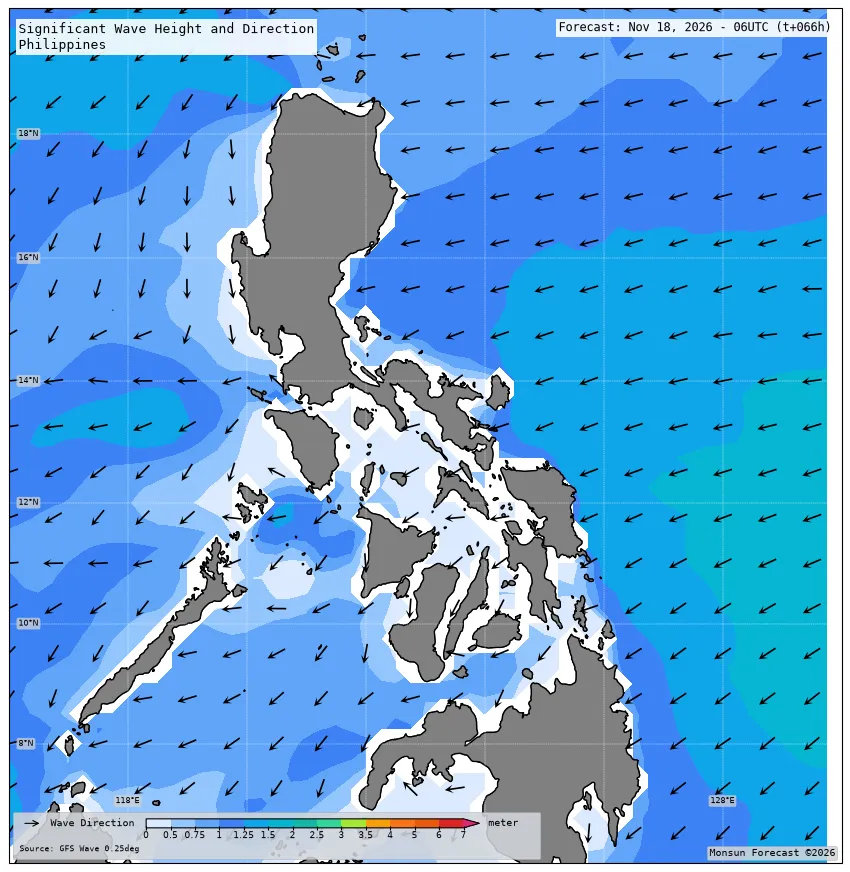 Significant Wave Height and Direction
Philippines
Forecast: Nov 18, 2026 - 06UTC (t+066h)
18°N
16°N
14°N
12°N
10°N
8°N
118°E
128°E
Wave Direction
0 0.5 0.75 1 1.25 1.5 2 2.5 3 3.5 4 5 6 7
meter
Source: GFS Wave 0.25deg
Monsun Forecast ©2026